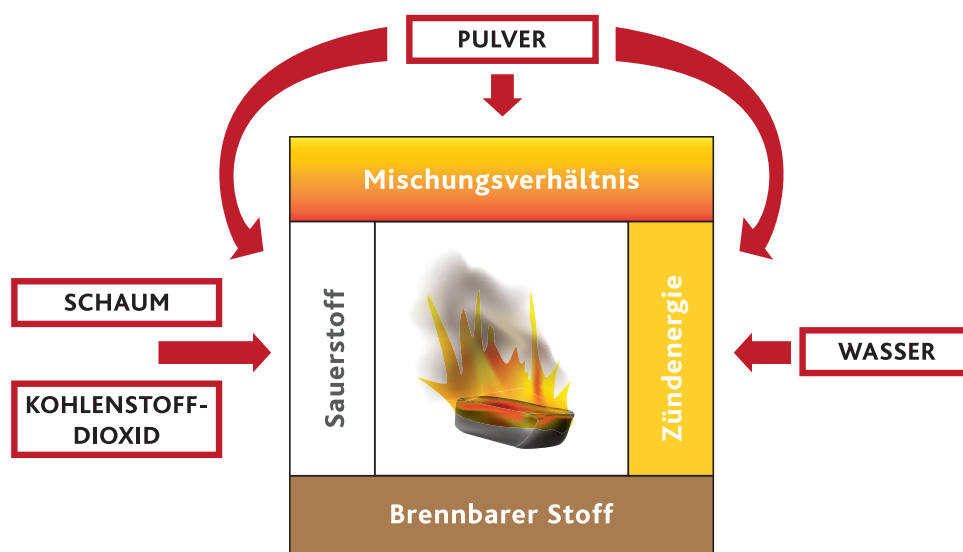 PULVER
Mischungsverhältnis
SCHAUM
KOHLENSTOFF-
DIOXID
Sauerstoff
Zündenergie
WASSER
Brennbarer Stoff